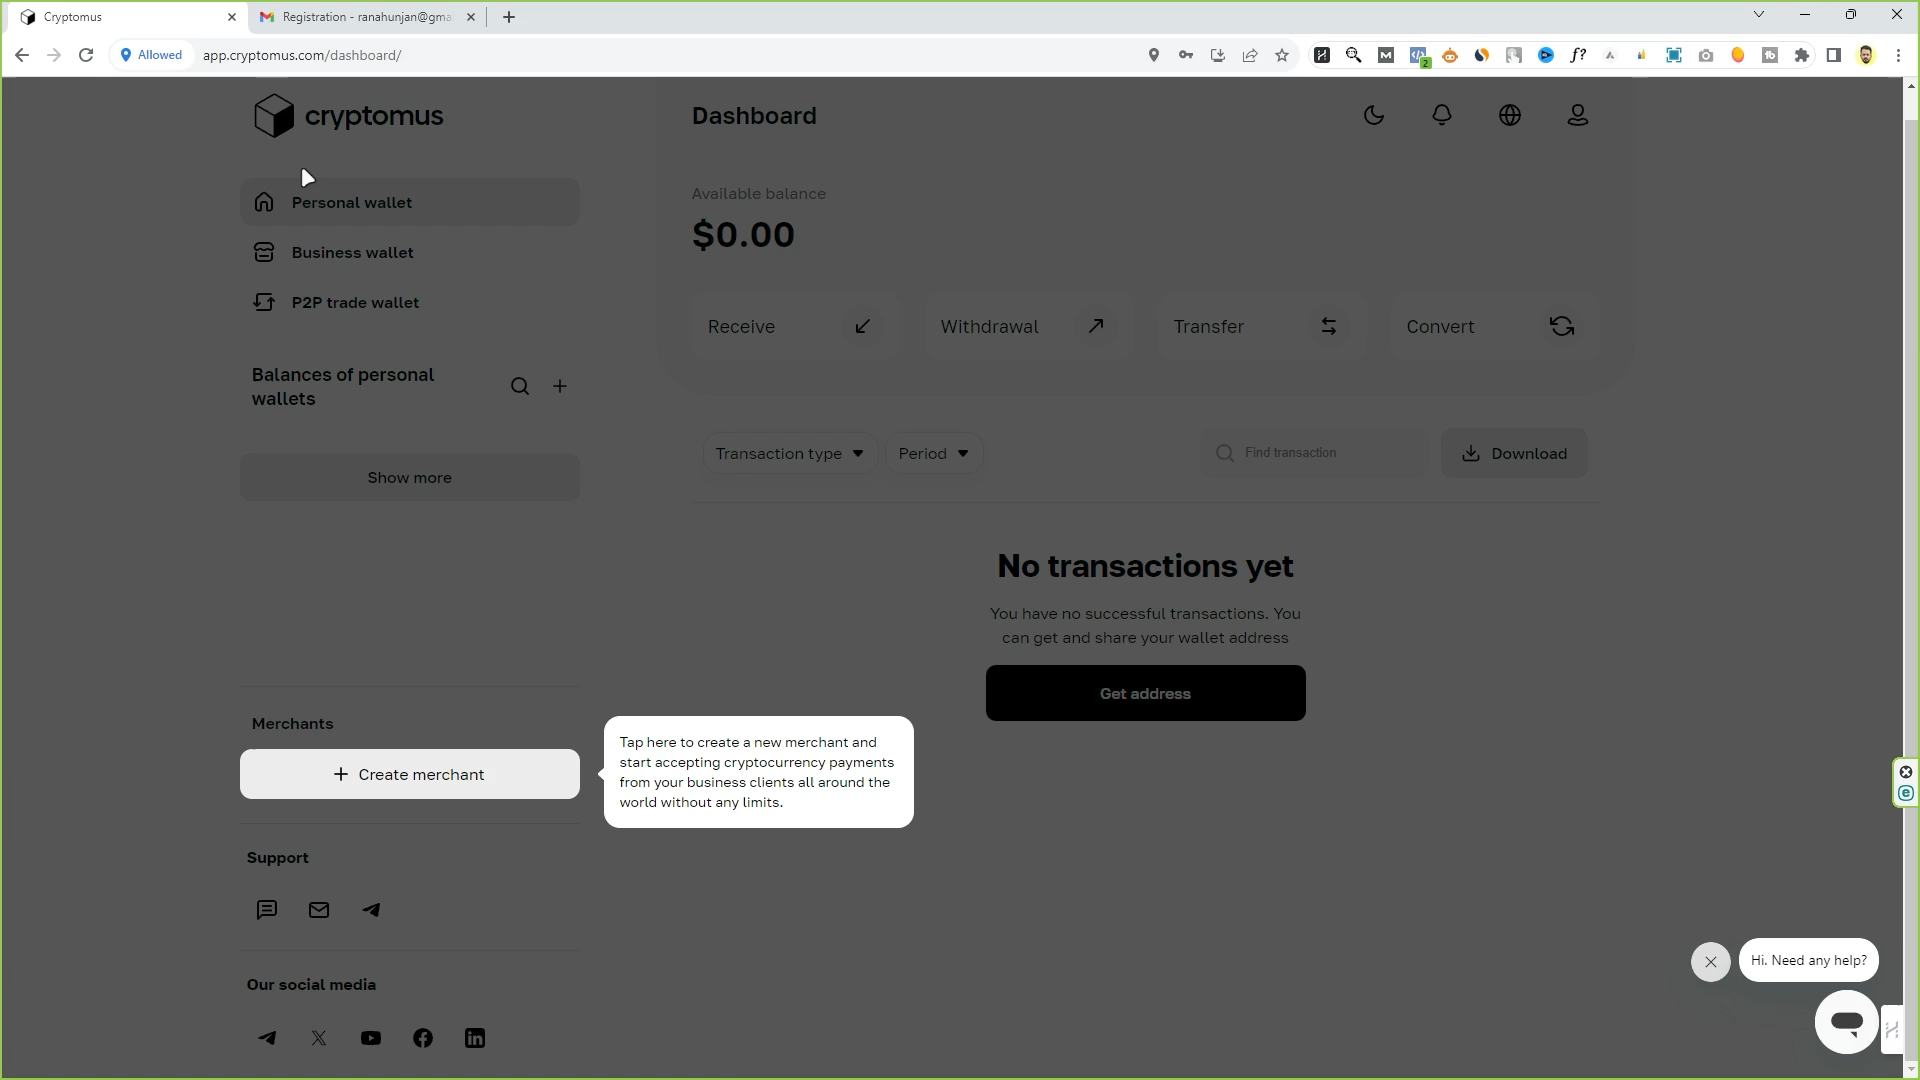 Cryptomus
Registration - ranahunjan@gma
Allowed
app.cryptomus.com/dashboard/
2
cryptomus
Dashboard
Personal wallet
Business wallet
P2P trade wallet
Available balance
$0.00
Receive
Withdrawal
Transfer
Convert
Balances of personal
wallets
Show more
Transaction type
Period
Find transaction
Download
No transactions yet
You have no successful transactions. You
can get and share your wallet address
Get address
Merchants
+ Create merchant
Tap here to create a new merchant and
start accepting cryptocurrency payments
from your business clients all around the
world without any limits.
Support
Our social media
Hi. Need any help?